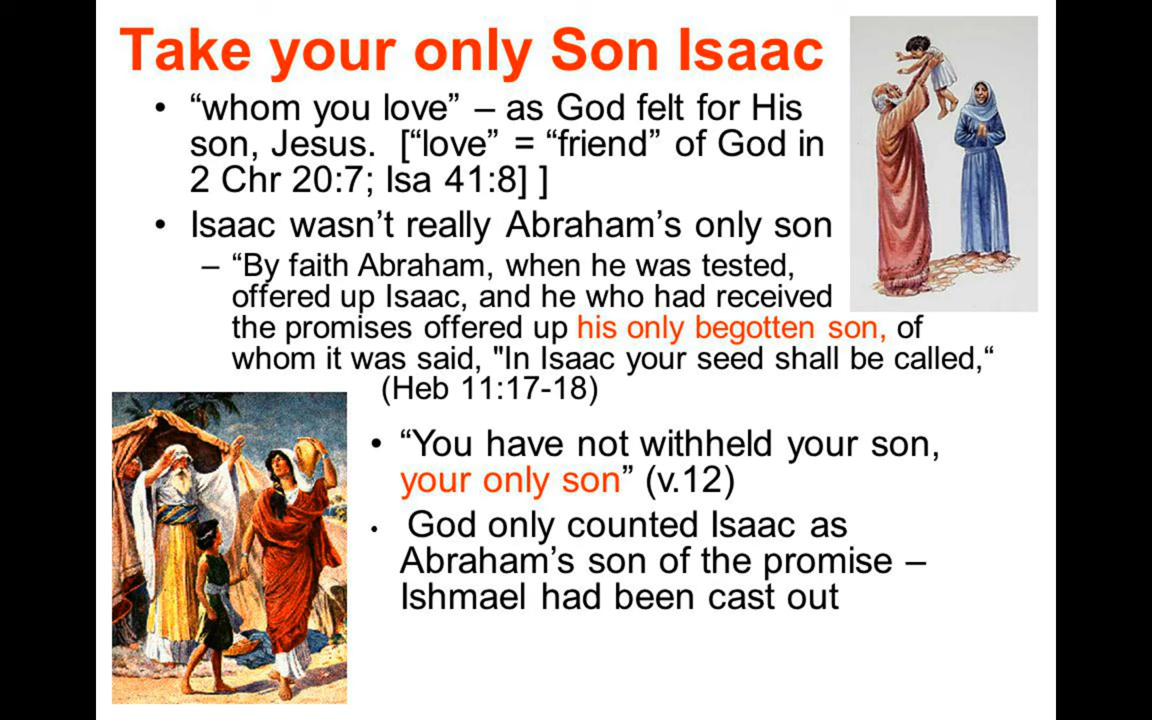 Take your only Son Isaac
• “whom you love” – as God felt for His
son, Jesus. [“love” = “friend” of God in
2 Chr 20:7; Isa 41:8] ]
• Isaac wasn’t really Abraham’s only son
– “By faith Abraham, when he was tested,
offered up Isaac, and he who had received
the promises offered up his only begotten son, of
whom it was said, "In Isaac your seed shall be called,“
(Heb 11:17-18)
• “You have not withheld your son,
your only son” (v.12)
• God only counted Isaac as
Abraham’s son of the promise –
Ishmael had been cast out